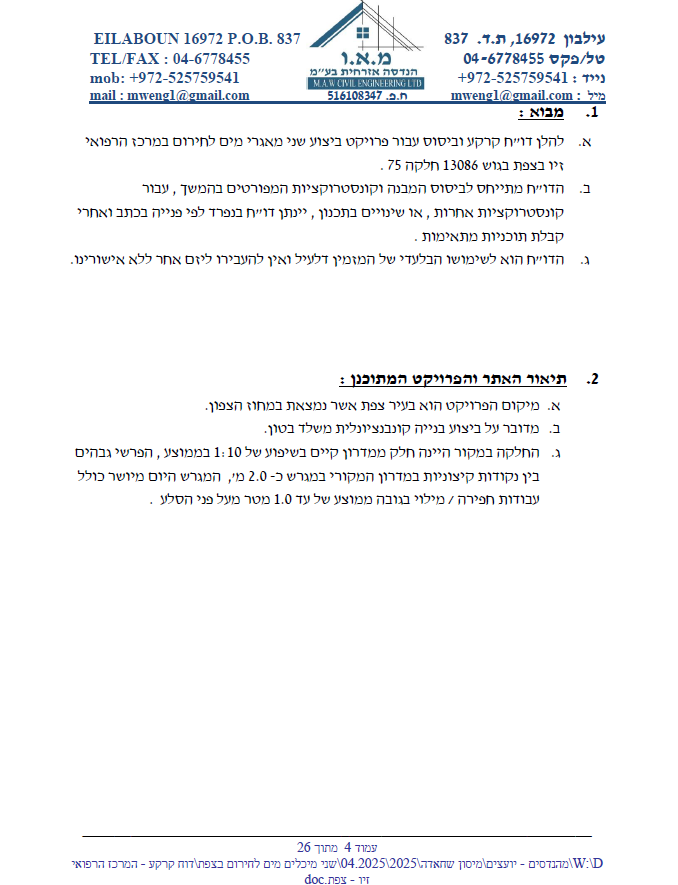 EILABOUN 16972 P.O.B. 837
TEL/FAX : 04-6778455
mob: +972-525759541
mail : mweng1@gmail.com
מ.א.ו
הנדסה אזרחית בע״מ
M.A.W CIVIL ENGINEERING LTD
ח.פ. 516108347
עילבון 16972, ת.ד. 837
טל/פקס 04-6778455
נייד : +972-525759541
מיל : mweng1@gmail.com
1. מבוא :
א. להלן דו״ח קרקע וביסוס עבור פרויקט ביצוע שני מאגרי מים לחירום במרכז הרפואי
זיו בצפת בגוש 13086 חלקה 75 .
ב. הדו״ח מתייחס לביסוס המבנה וקונסטרוקציות המפורטים בהמשך , עבור
קונסטרוקציות אחרות , או שינויים בתכנון , יינתן דו״ח בנפרד לפי פנייה בכתב ואחרי
קבלת תוכניות מתאימות .
ג. הדו״ח הוא לשימושו הבלעדי של המזמין דלעיל ואין להעבירו ליזם אחר ללא אישורינו.
2. תיאור האתר והפרויקט המתוכנן :
א. מיקום הפרויקט הוא בעיר צפת אשר נמצאת במחוז הצפון.
ב. מדובר על ביצוע בנייה קונבנציונלית משלד בטון.
ג. החלקה במקור היינה חלק ממדרון קיים בשיפוע של 1:10 בממוצע , הפרשי גבהים
בין נקודות קיצוניות במדרון המקורי במגרש כ- 2.0 מ׳, המגרש היום מיושר כולל
עבודות חפירה / מילוי בגובה ממוצע של עד 1.0 מטר מעל פני הסלע .
עמוד 4 מתוך 26
W:\D\מהנדסים - יועצים\מיסון שחאדה\2025\04.2025\שני מיכלים מים לחירום בצפת\דוח קרקע - המרכז הרפואי
זיו - צפת.doc